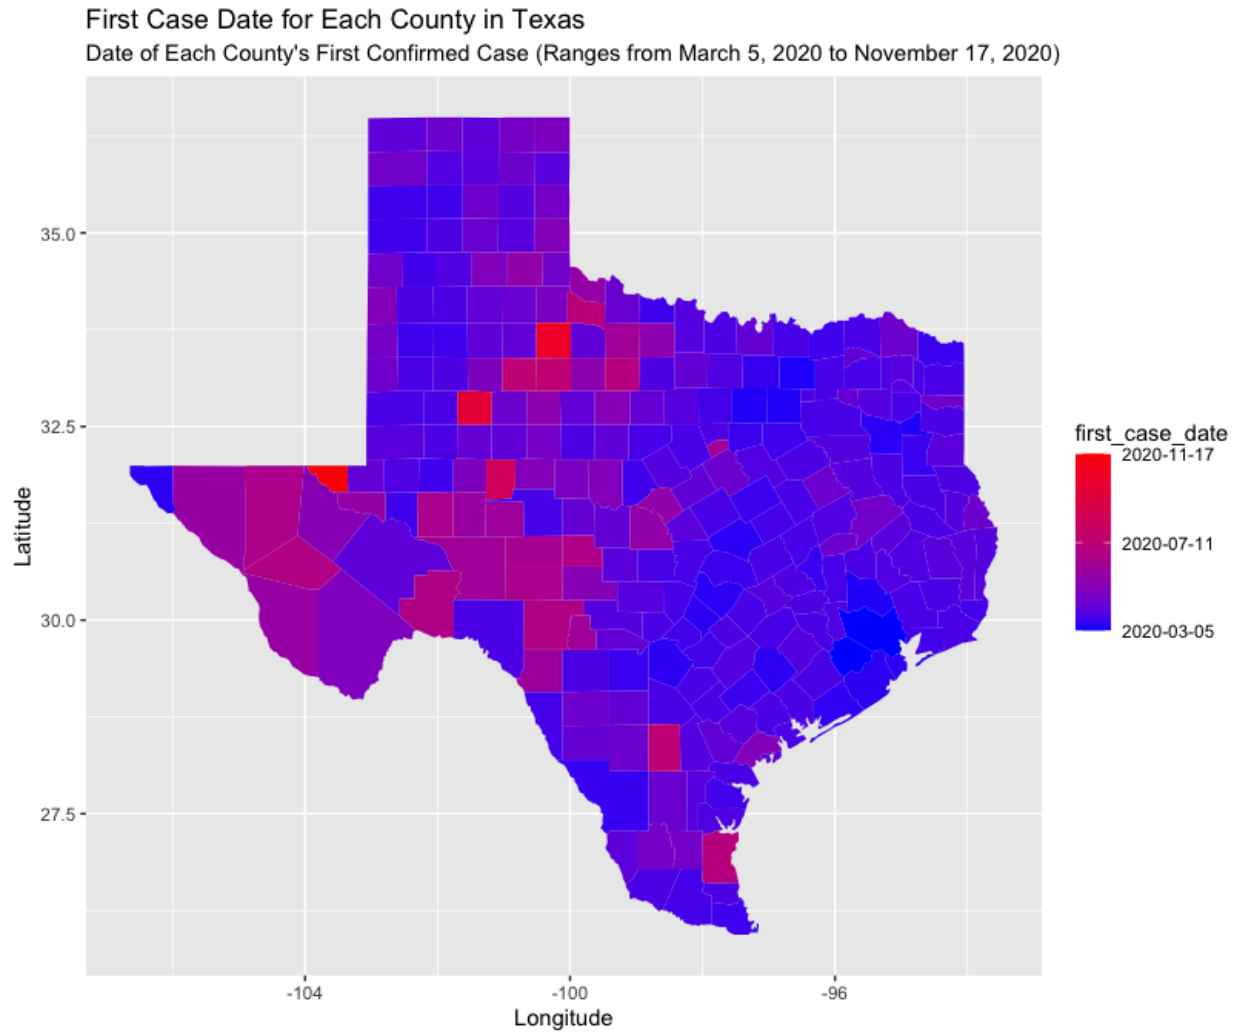 First Case Date for Each County in Texas
Date of Each County's First Confirmed Case (Ranges from March 5, 2020 to November 17, 2020)
35.0
32.5
30.0
27.5
Latitude
-104
-100
-96
Longitude
first_case_date
2020-11-17
2020-07-11
2020-03-05